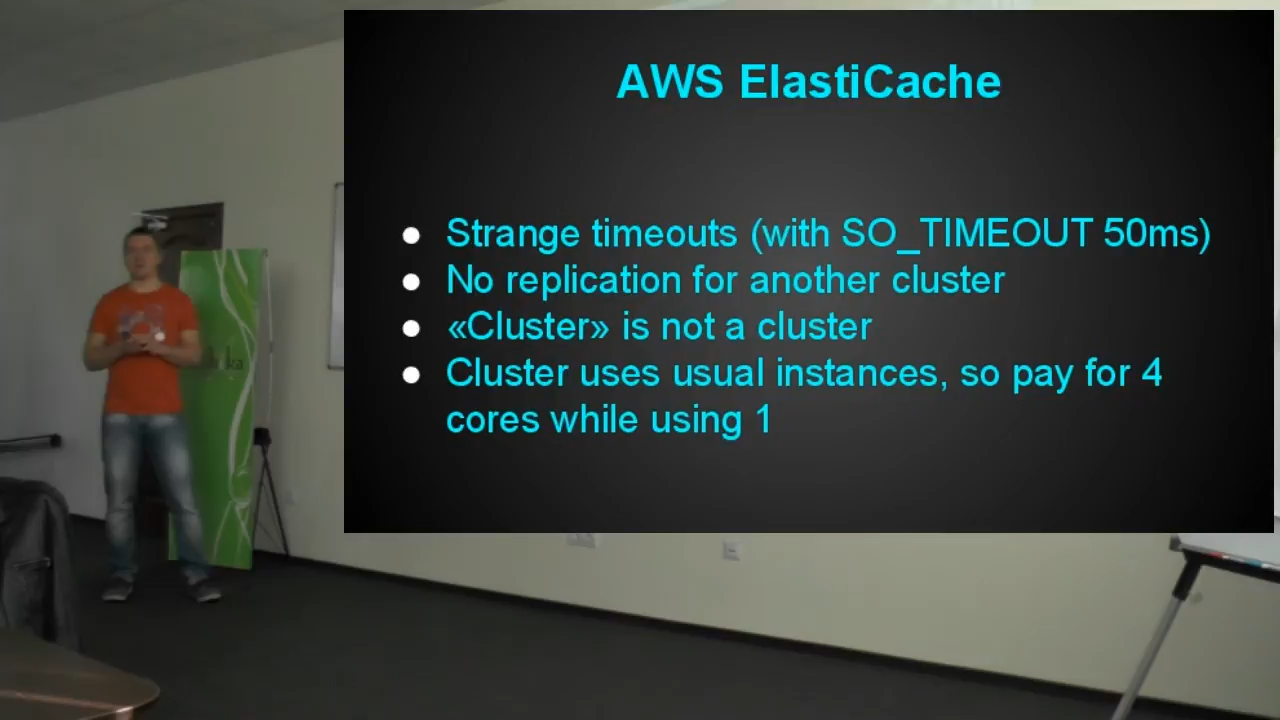 AWS ElastiCache
● Strange timeouts (with SO_TIMEOUT 50ms)
● No replication for another cluster
● «Cluster» is not a cluster
● Cluster uses usual instances, so pay for 4
cores while using 1